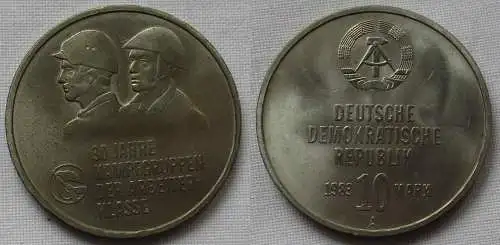 30 JAHRE
KAMPFGRUPPEN
DER ARBEITER-
KLASSE
DEUTSCHE
DEMOKRATISCHE
REPUBLIK
1983 10 MARK
A